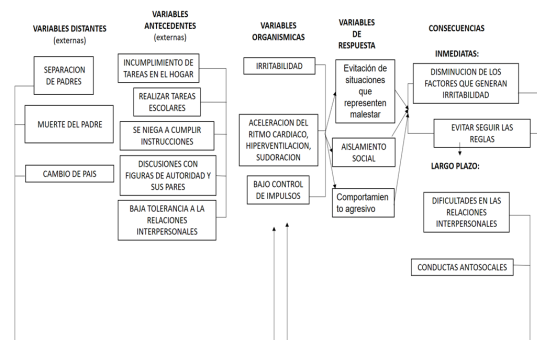 VARIABLES DISTANTES
(externas)
SEPARACION
DE PADRES
MUERTE DEL PADRE
CAMBIO DE PAIS
VARIABLES
ANTECEDENTES
(externas)
INCUMPLIMIENTO DE
TAREAS EN EL HOGAR
REALIZAR TAREAS
ESCOLARES
SE NIEGA A CUMPLIR
INSTRUCCIONES
DISCUSIONES CON
FIGURAS DE AUTORIDAD Y
SUS PARES
BAJA TOLERANCIA A LA
RELACIONES
INTERPERSONALES
VARIABLES
ORGANISMICAS
IRRITABILIDAD
ACELERACION DEL
RITMO CARDIACO,
HIPERVENTILACION,
SUDORACION
BAJO CONTROL
DE IMPULSOS
VARIABLES
DE
RESPUESTA
Evitación de
situaciones
que
representen
malestar
AISLAMIENTO
SOCIAL
Comportamien
to agresivo
CONSECUENCIAS
INMEDIATAS:
DISMINUCION DE LOS
FACTORES QUE GENERAN
IRRITABILIDAD
EVITAR SEGUIR LAS
REGLAS
LARGO PLAZO:
DIFICULTADES EN LAS
RELACIONES
INTERPERSONALES
CONDUCTAS ANTOSOCALES